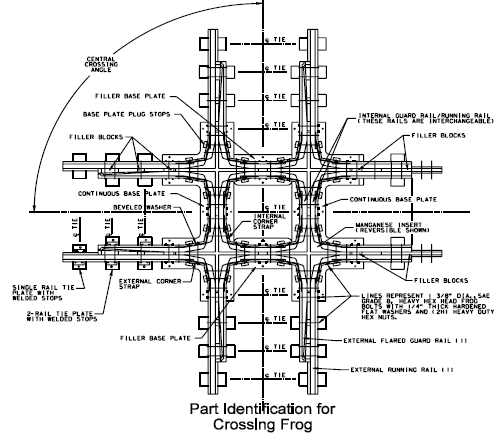 ℄ TIE
CENTRAL
CROSSING
ANGLE
℄ TIE
FILLER BASE PLATE
℄ TIE
BASE PLATE PLUG STOPS
INTERNAL GUARD RAIL/RUNNING RAIL
(THESE RAILS ARE INTERCHANGEABLE)
FILLER BLOCKS
FILLER BLOCKS
CONTINUOUS BASE PLATE
CONTINUOUS BASE PLATE
BEVELED WASHER
INTERNAL
CORNER
STRAP
MANGANESE INSERT
(REVERSIBLE SHOWN)
℄ TIE
℄ TIE
℄ TIE
SINGLE RAIL TIE
PLATE WITH
WELDED STOPS
EXTERNAL CORNER
STRAP
FILLER BLOCKS
2-RAIL TIE PLATE
WITH WELDED STOPS
LINES REPRESENT 1 3/8" DIA., SAE
GRADE 8, HEAVY HEX HEAD FROG
BOLTS WITH 1/4" THICK HARDENED
FLAT WASHERS AND (2H) HEAVY DUTY
HEX NUTS.
℄ TIE
FILLER BASE PLATE
EXTERNAL FLARED GUARD RAIL (1)
℄ TIE
EXTERNAL RUNNING RAIL (1)
℄ TIE
Part Identification for
Crossing Frog